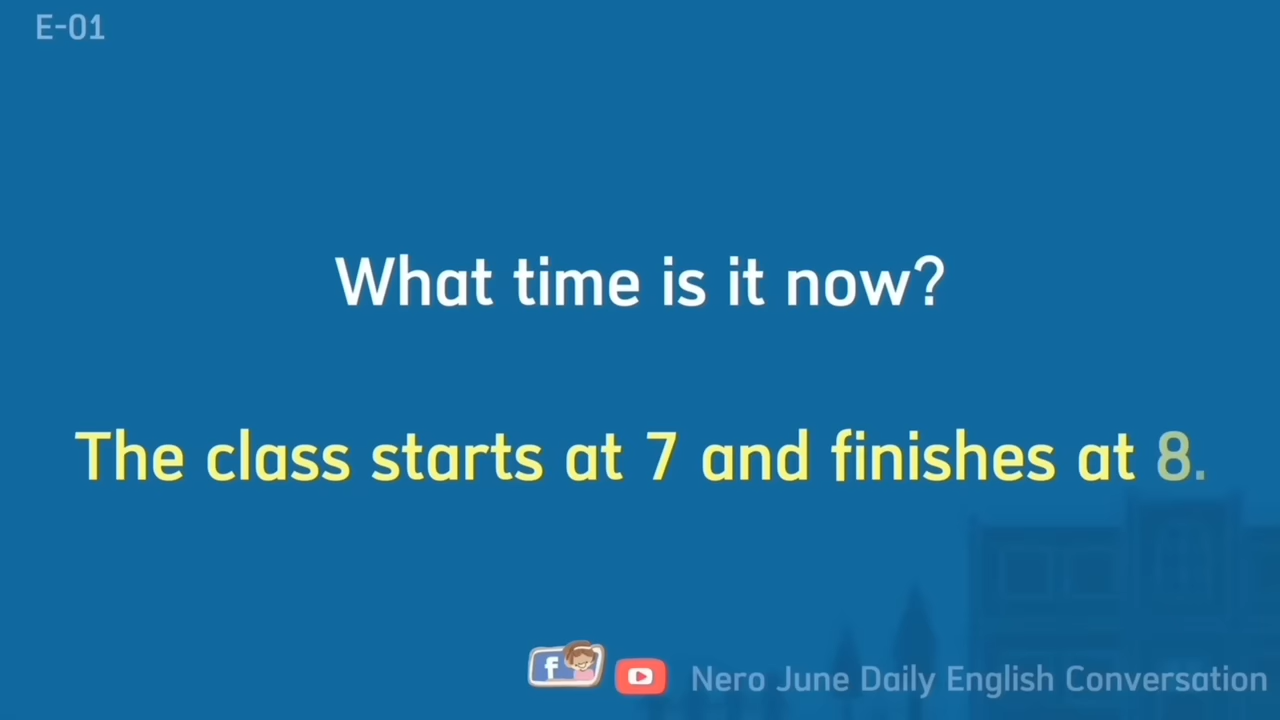 E-01
What time is it now?
The class starts at 7 and finishes at 8.
f
Nero June Daily English Conversation